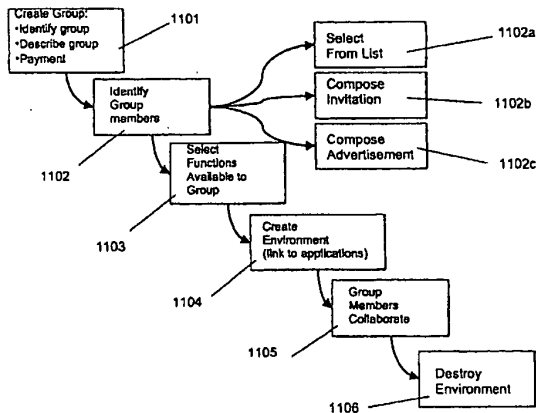 Create Group:
•Identify group
•Describe group
•Payment
1101
Select
From List
1102a
Identify
Group
members
1102
Compose
Invitation
1102b
Compose
Advertisement
1102c
Select
Functions
Available to
Group
1103
Create
Environment
(link to applications)
1104
Group
Members
Collaborate
1105
Destroy
Environment
1106